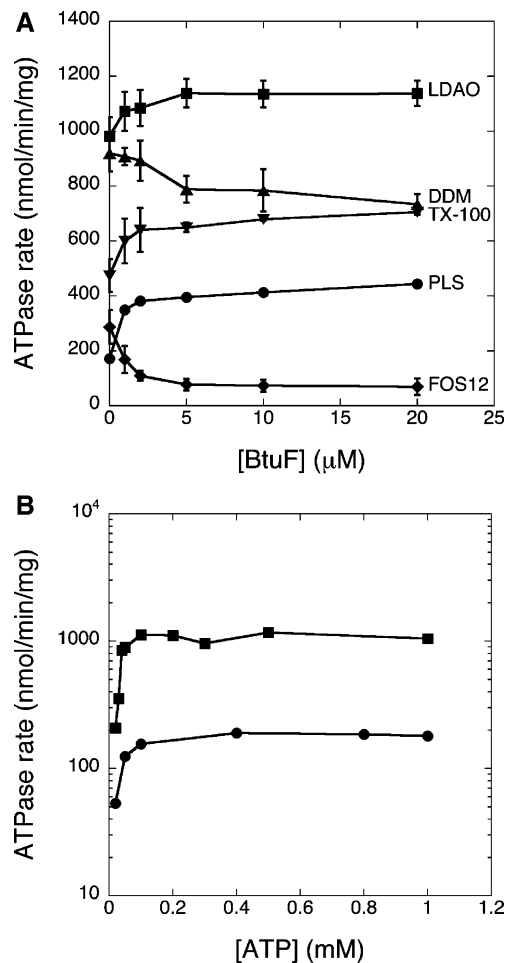 A
1400
1200
1000
800
600
400
200
0
ATPase rate (nmol/min/mg)
LDAO
DDM
TX-100
PLS
FOS12
0 5 10 15 20 25
[BtuF] (μM)
B
10⁴
1000
100
10
ATPase rate (nmol/min/mg)
0 0.2 0.4 0.6 0.8 1 1.2
[ATP] (mM)